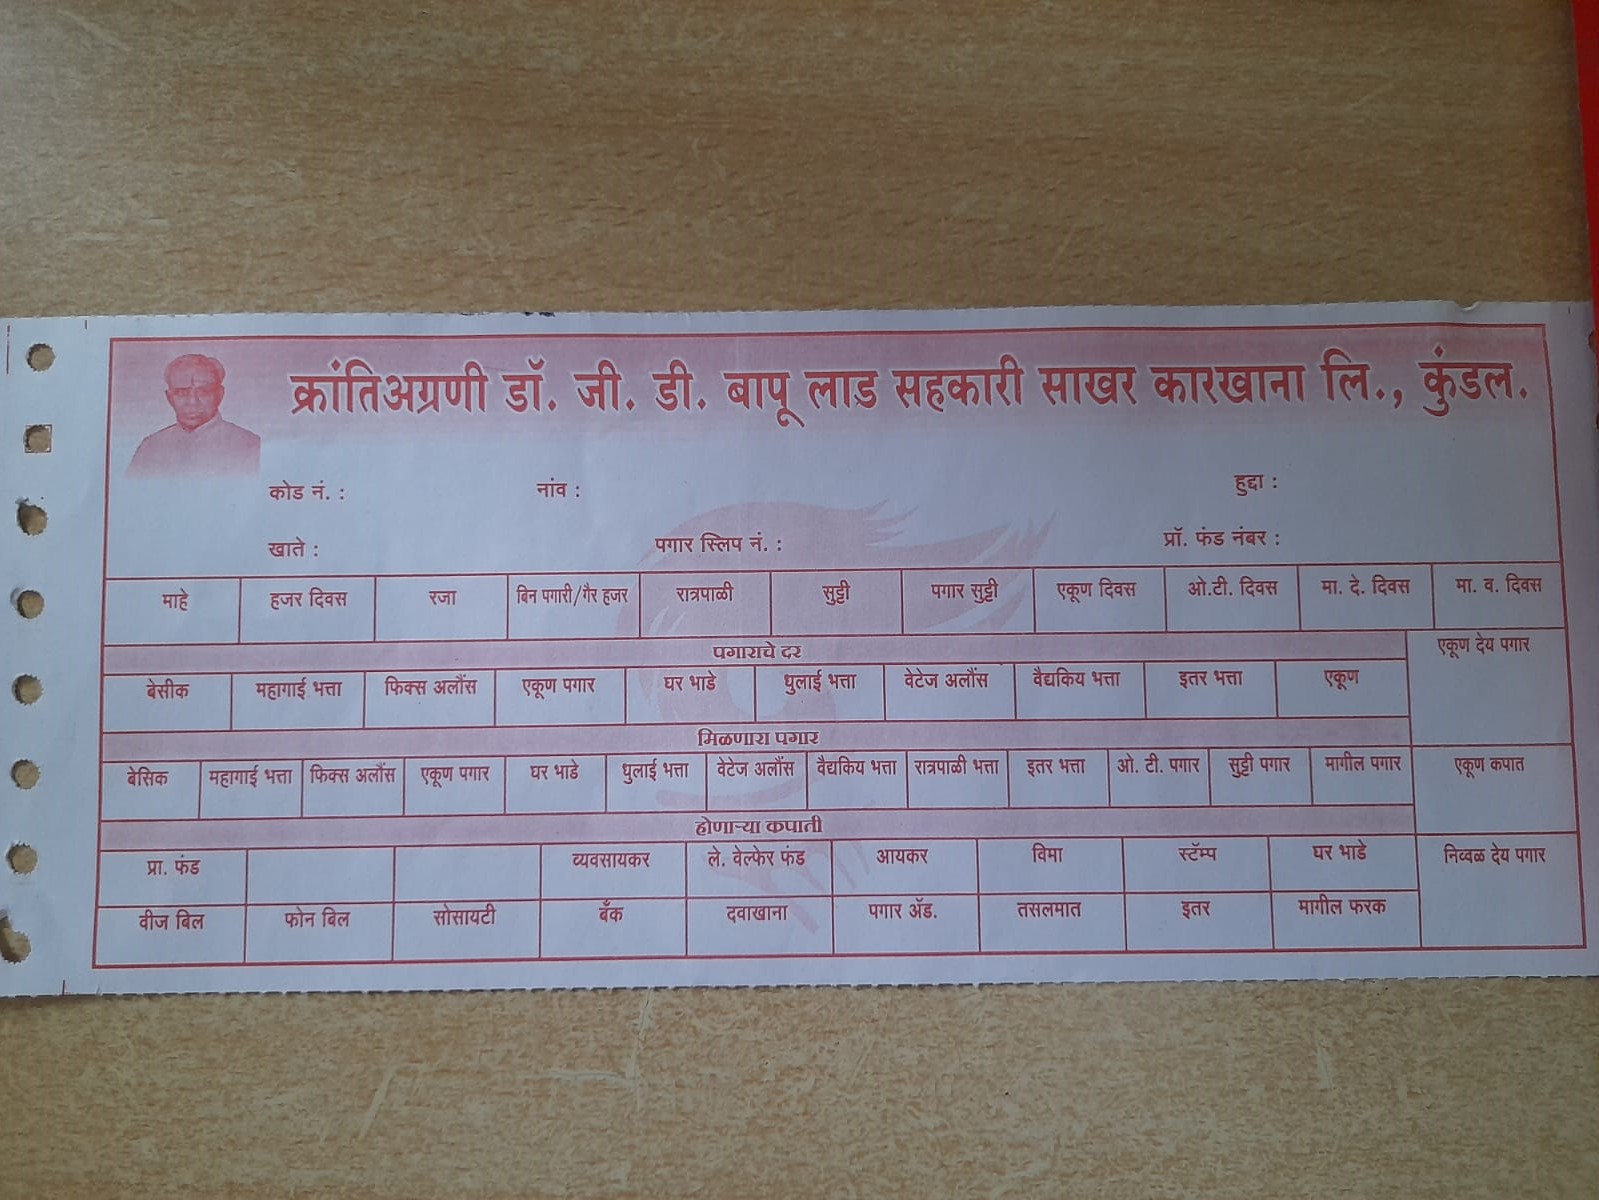 क्रांतिअग्रणी डॉ. जी. डी. बापू लाड सहकारी साखर कारखाना लि., कुंडल.
कोड नं. : नांव : हुद्दा :
खाते : पगार स्लिप नं. : प्रॉ. फंड नंबर :
माहे हजर दिवस रजा बिन पगारी/गैर हजर रात्रपाळी सुट्टी पगार सुट्टी एकूण दिवस ओ.टी. दिवस मा. दे. दिवस मा. व. दिवस
पगाराचे दर एकूण देय पगार
बेसीक महागाई भत्ता फिक्स अलौंस एकूण पगार घर भाडे धुलाई भत्ता वेटेज अलौंस वैद्यकिय भत्ता इतर भत्ता एकूण
मिळणारा पगार
बेसिक महागाई भत्ता फिक्स अलौंस एकूण पगार घर भाडे धुलाई भत्ता वेटेज अलौंस वैद्यकिय भत्ता रात्रपाळी भत्ता इतर भत्ता ओ. टी. पगार सुट्टी पगार मागील पगार एकूण कपात
होणाऱ्या कपाती
प्रा. फंड व्यवसायकर ले. वेल्फेर फंड आयकर विमा स्टॅम्प घर भाडे निव्वळ देय पगार
वीज बिल फोन बिल सोसायटी बँक दवाखाना पगार ॲड. तसलमात इतर मागील फरक